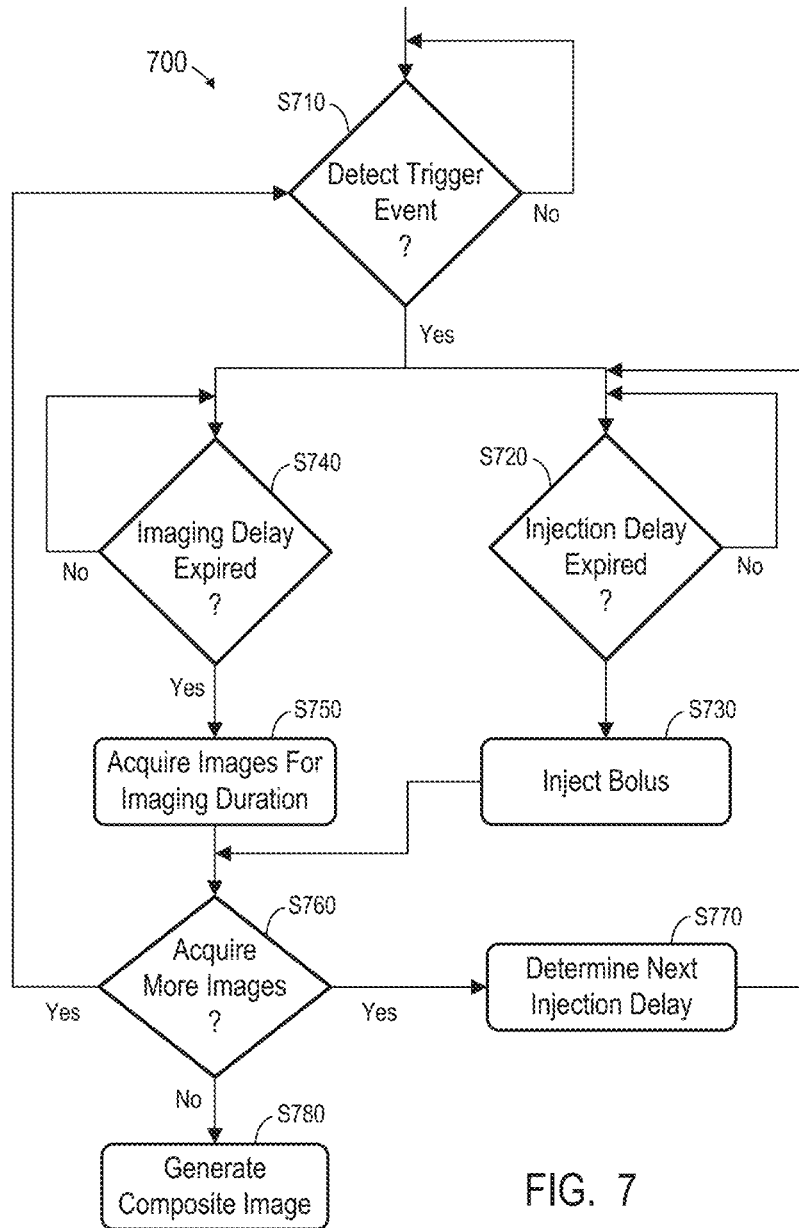 700
S710
Detect Trigger
Event
?
No
Yes
S740
Imaging Delay
Expired
?
No
Yes
S720
Injection Delay
Expired
?
No
S750
Acquire Images For
Imaging Duration
S730
Inject Bolus
S760
Acquire
More Images
?
Yes
Yes
No
S770
Determine Next
Injection Delay
S780
Generate
Composite Image
FIG. 7